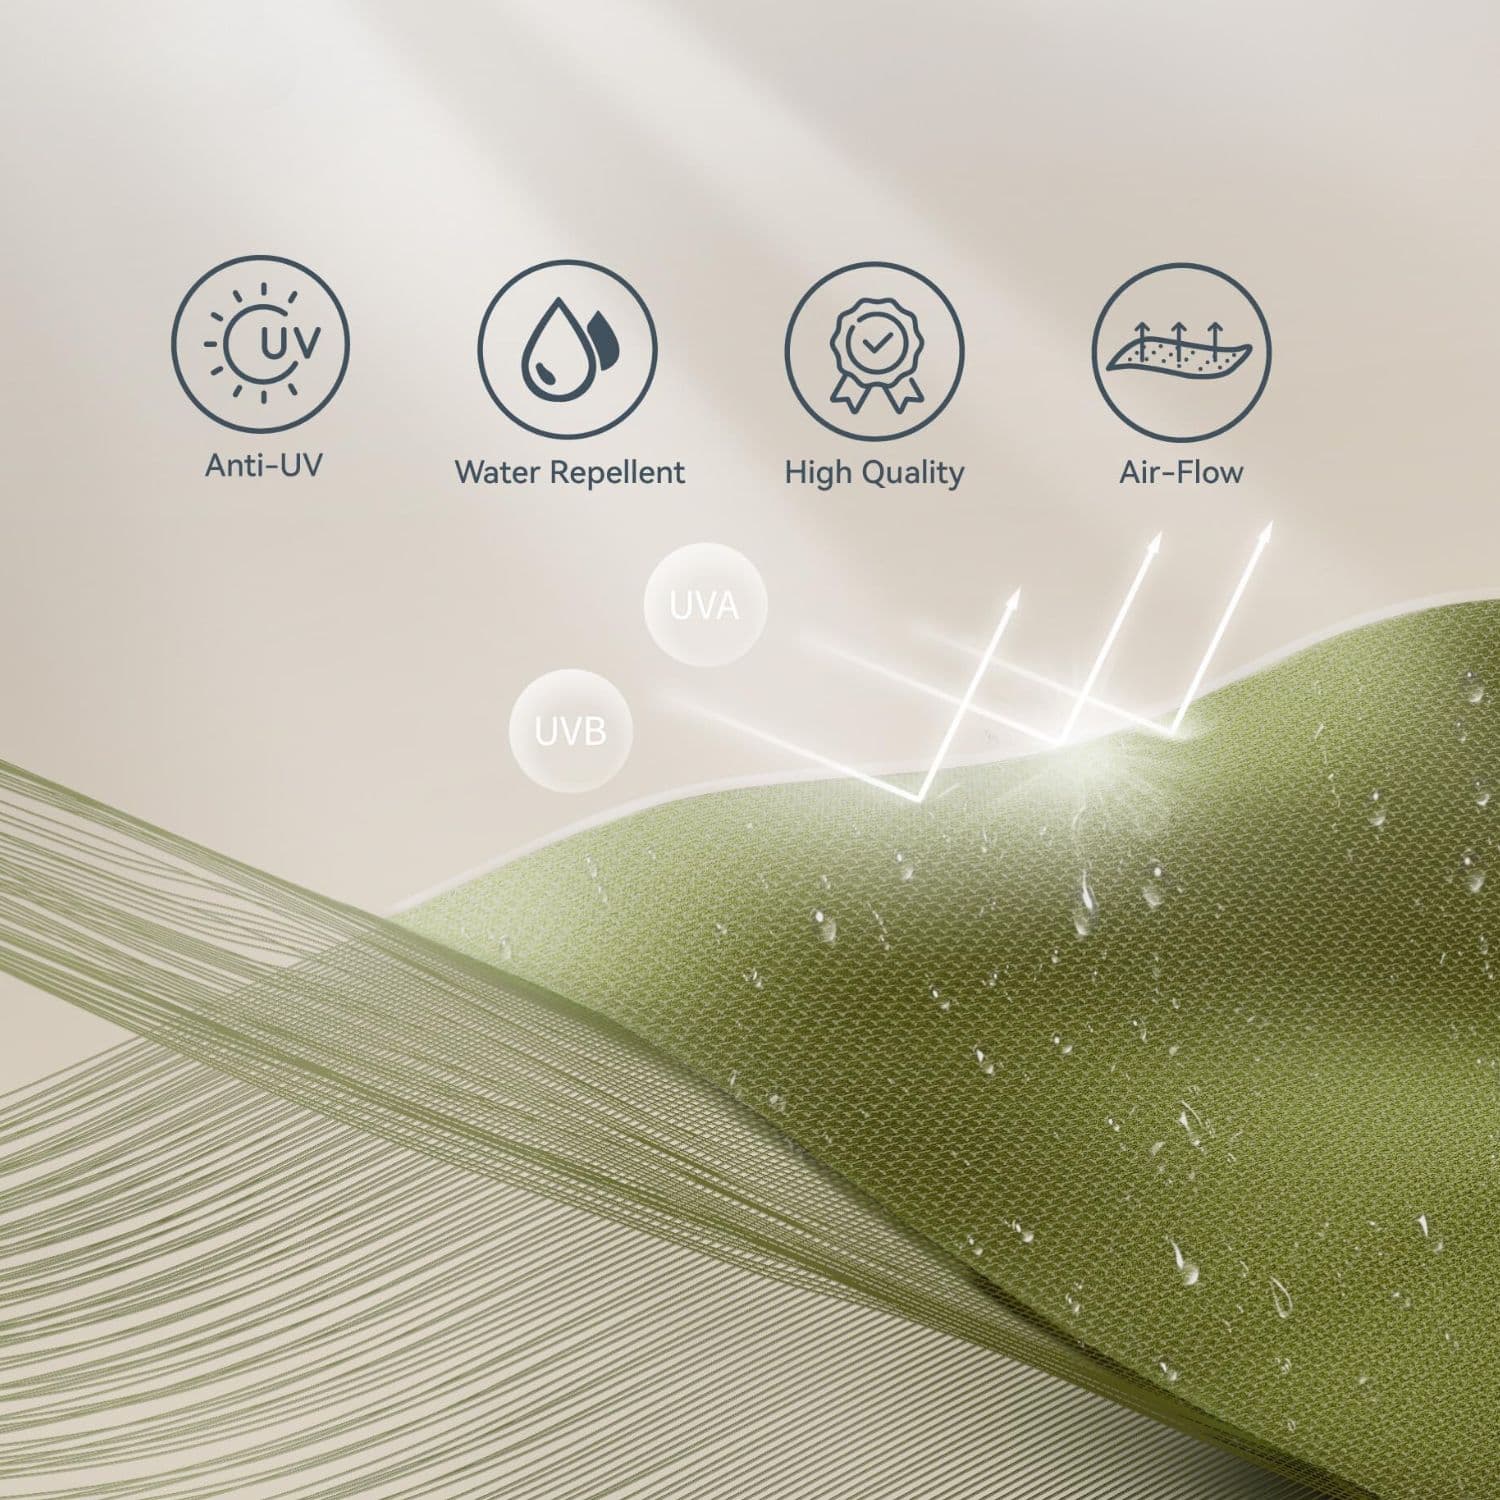 UV
Anti-UV
Water Repellent
High Quality
Air-Flow
UVA
UVB